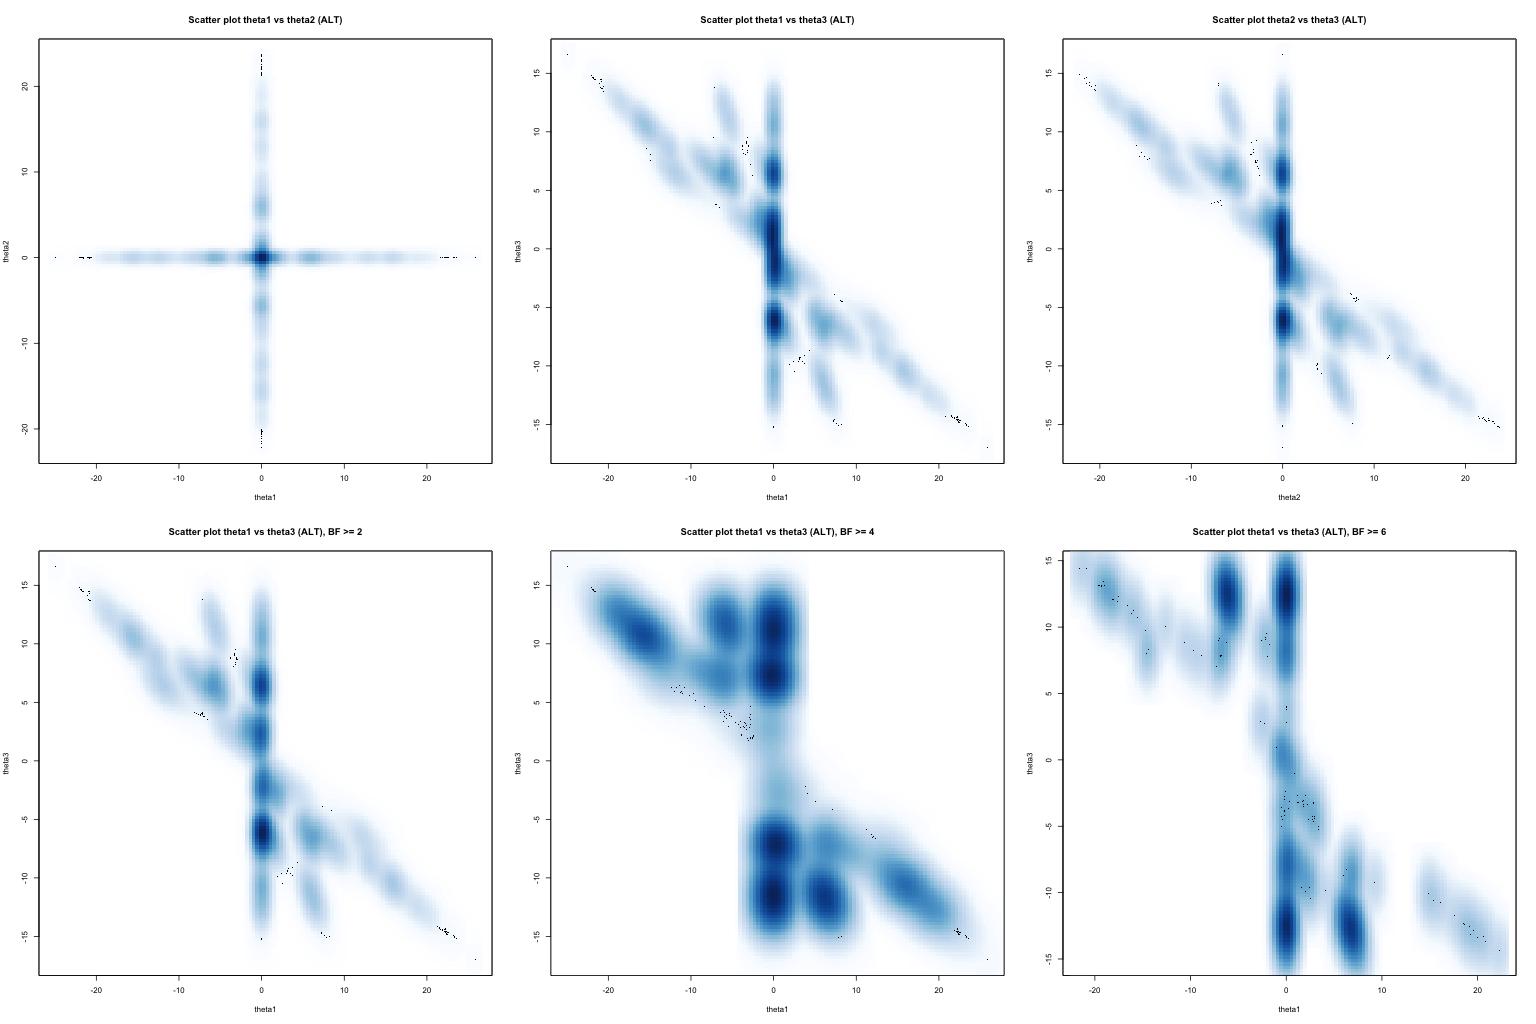 Scatter plot theta1 vs theta2 (ALT)
theta2
-20 -10 0 10 20
-20 -10 0 10 20
theta1
Scatter plot theta1 vs theta3 (ALT)
theta3
-15 -10 -5 0 5 10 15
-20 -10 0 10 20
theta1
Scatter plot theta2 vs theta3 (ALT)
theta3
-15 -10 -5 0 5 10 15
-20 -10 0 10 20
theta2
Scatter plot theta1 vs theta3 (ALT), BF >= 2
theta3
-15 -10 -5 0 5 10 15
-20 -10 0 10 20
theta1
Scatter plot theta1 vs theta3 (ALT), BF >= 4
theta3
-15 -10 -5 0 5 10 15
-20 -10 0 10 20
theta1
Scatter plot theta1 vs theta3 (ALT), BF >= 6
theta3
-15 -10 -5 0 5 10 15
-20 -10 0 10 20
theta1